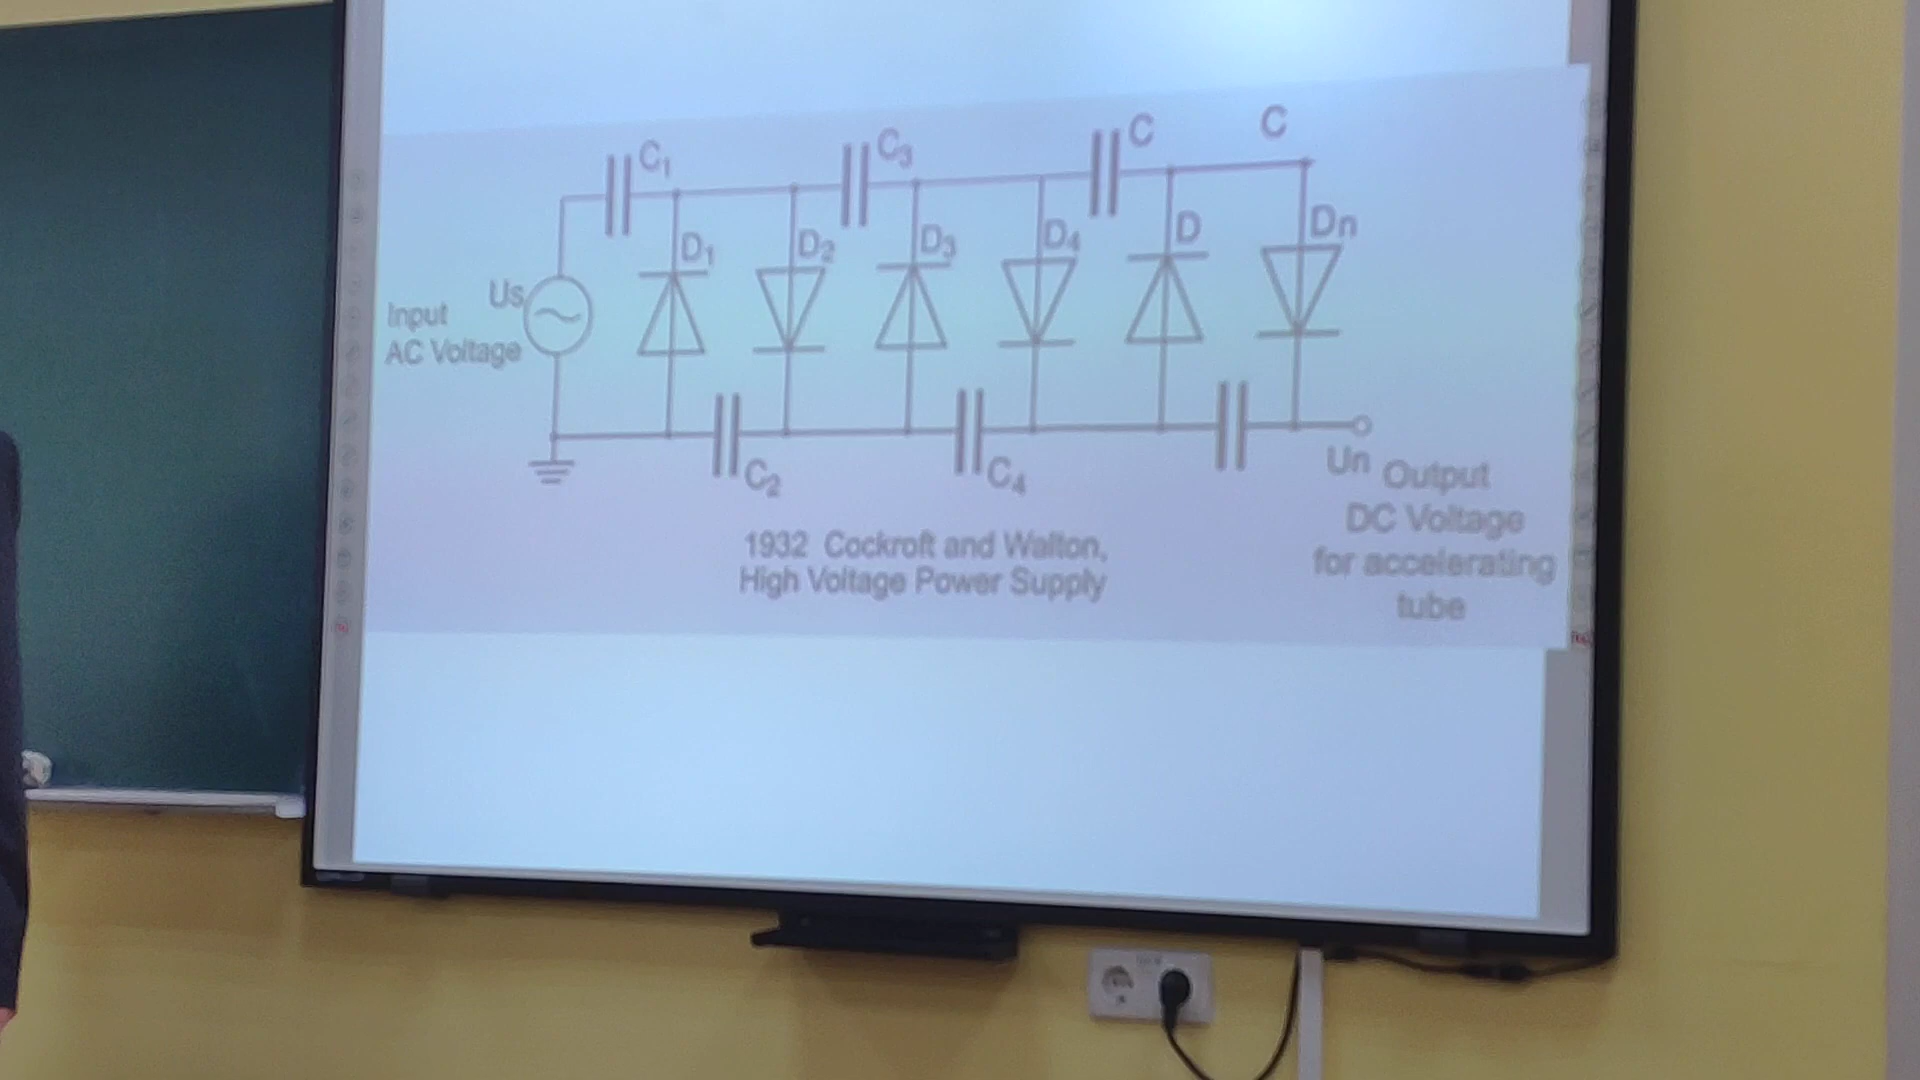 C1
C3
C
C
D1
D2
D3
D4
D
Dn
Us
Input
AC Voltage
C2
C4
Un
Output
DC Voltage
for accelerating
tube
1932 Cockroft and Walton,
High Voltage Power Supply